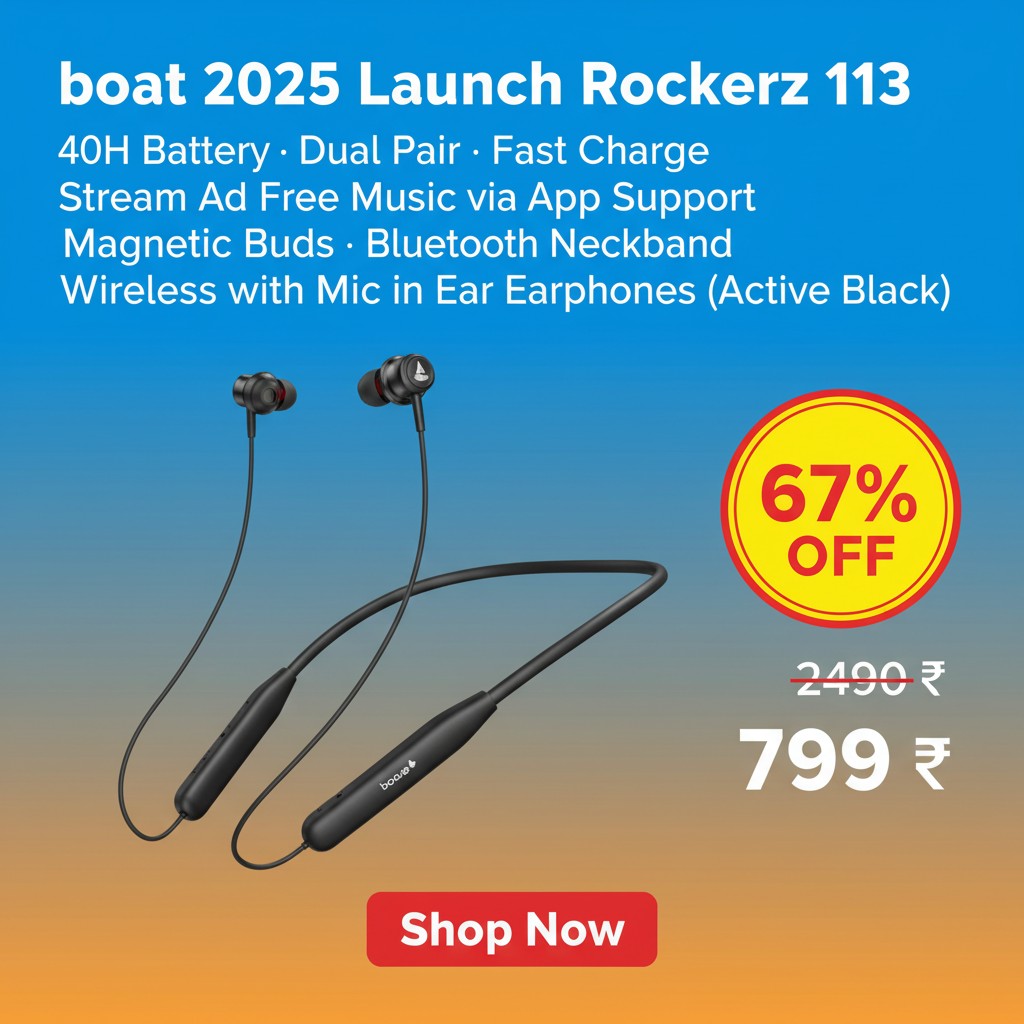 boat 2025 Launch Rockerz 113
40H Battery · Dual Pair · Fast Charge
Stream Ad Free Music via App Support
Magnetic Buds · Bluetooth Neckband
Wireless with Mic in Ear Earphones (Active Black)
67%
OFF
2490 ₹
799 ₹
Shop Now